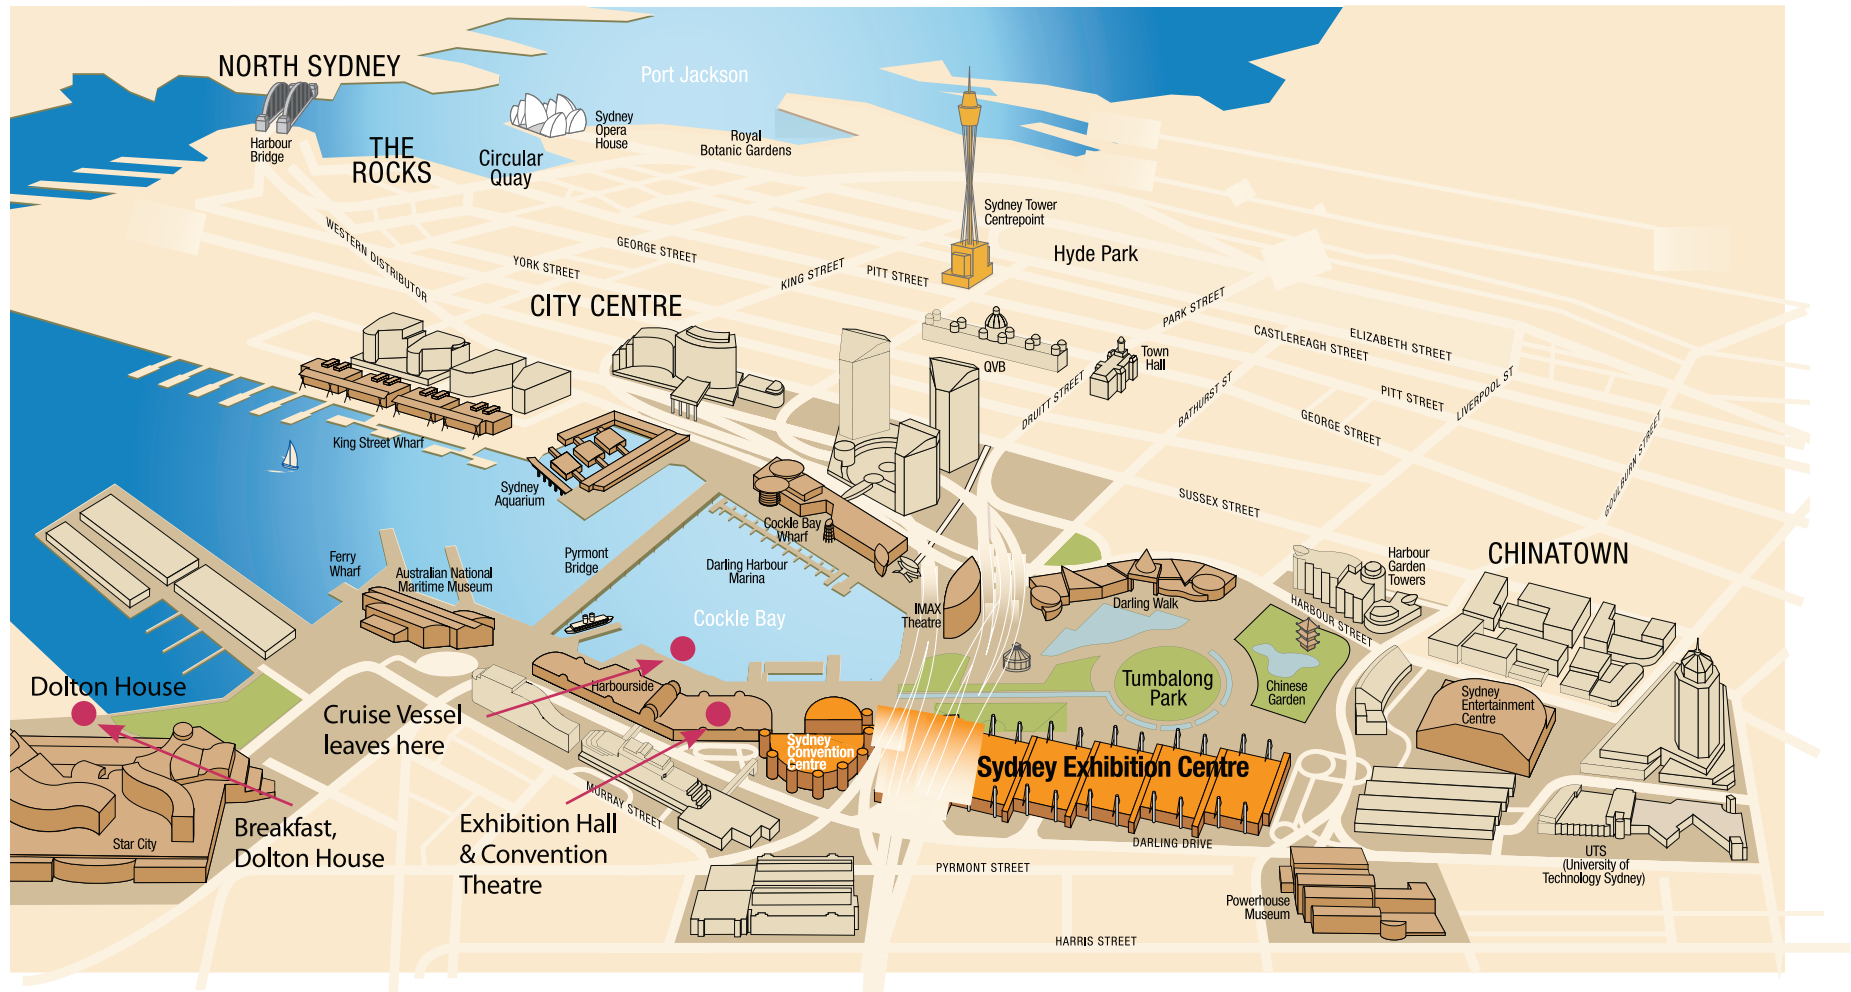 NORTH SYDNEY
Port Jackson
Harbour
Bridge
THE
ROCKS
Circular
Quay
Sydney
Opera
House
Royal
Botanic Gardens
Sydney Tower
Centrepoint
Hyde Park
WESTERN DISTRIBUTOR
YORK STREET
GEORGE STREET
KING STREET
PITT STREET
CITY CENTRE
PARK STREET
CASTLEREAGH STREET
ELIZABETH STREET
QVB
Town
Hall
DRUITT STREET
BATHURST ST
PITT STREET
LIVERPOOL ST
GEORGE STREET
GOULBURN STREET
King Street Wharf
Sydney
Aquarium
SUSSEX STREET
Cockle Bay
Wharf
Ferry
Wharf
Australian National
Maritime Museum
Pyrmont
Bridge
Darling Harbour
Marina
Cockle Bay
IMAX
Theatre
Darling Walk
HARBOUR STREET
Harbour
Garden
Towers
CHINATOWN
Dolton House
Harbourside
Cruise Vessel
leaves here
Tumbalong
Park
Chinese
Garden
Sydney
Entertainment
Centre
Sydney
Convention
Centre
Sydney Exhibition Centre
MURRAY STREET
Star City
Breakfast,
Dolton House
Exhibition Hall
& Convention
Theatre
DARLING DRIVE
PYRMONT STREET
UTS
(University of
Technology Sydney)
Powerhouse
Museum
HARRIS STREET